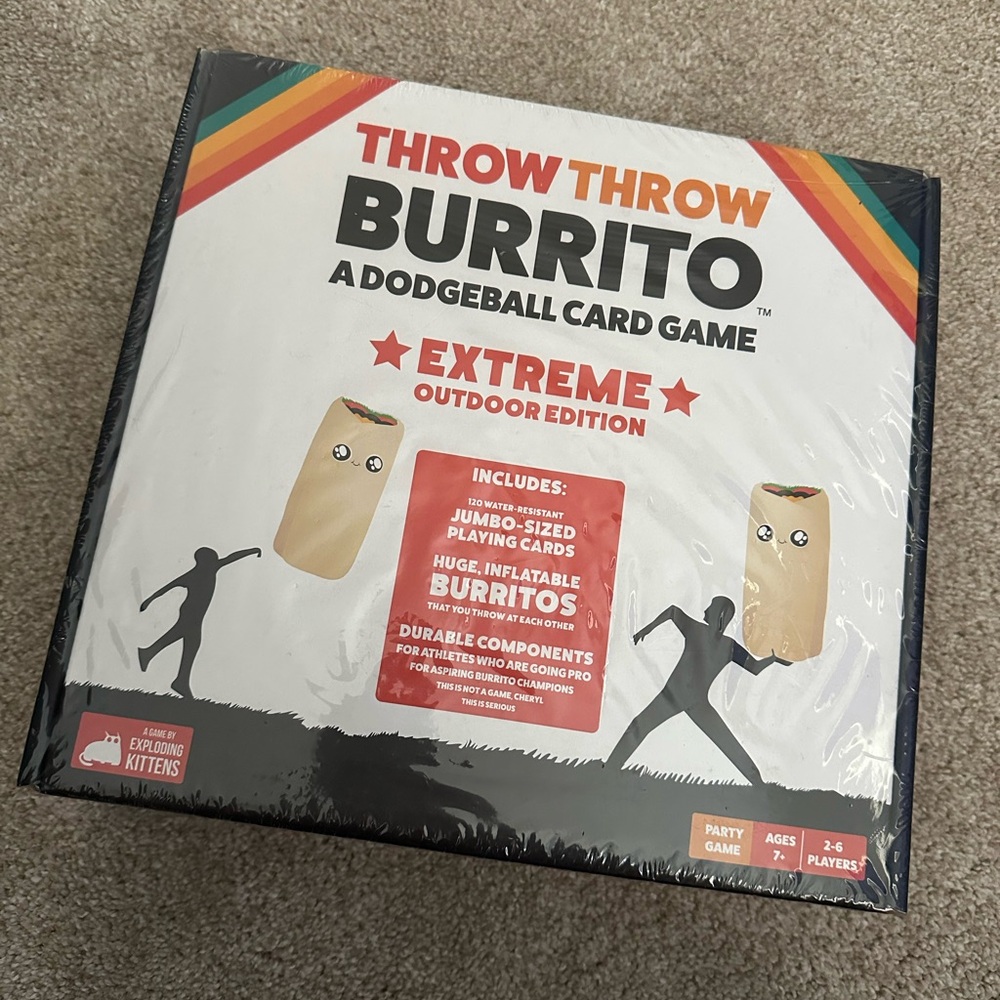 THROW THROW
BURRITO™
A DODGEBALL CARD GAME
★ EXTREME ★
OUTDOOR EDITION
INCLUDES:
120 WATER-RESISTANT
JUMBO-SIZED
PLAYING CARDS
HUGE, INFLATABLE
BURRITOS
THAT YOU THROW AT EACH OTHER
DURABLE COMPONENTS
FOR ATHLETES WHO ARE GOING PRO
FOR ASPIRING BURRITO CHAMPIONS
THIS IS NOT A GAME, CHERYL
THIS IS SERIOUS
A GAME BY
EXPLODING
KITTENS
PARTY
GAME
AGES
7+
2-6
PLAYERS